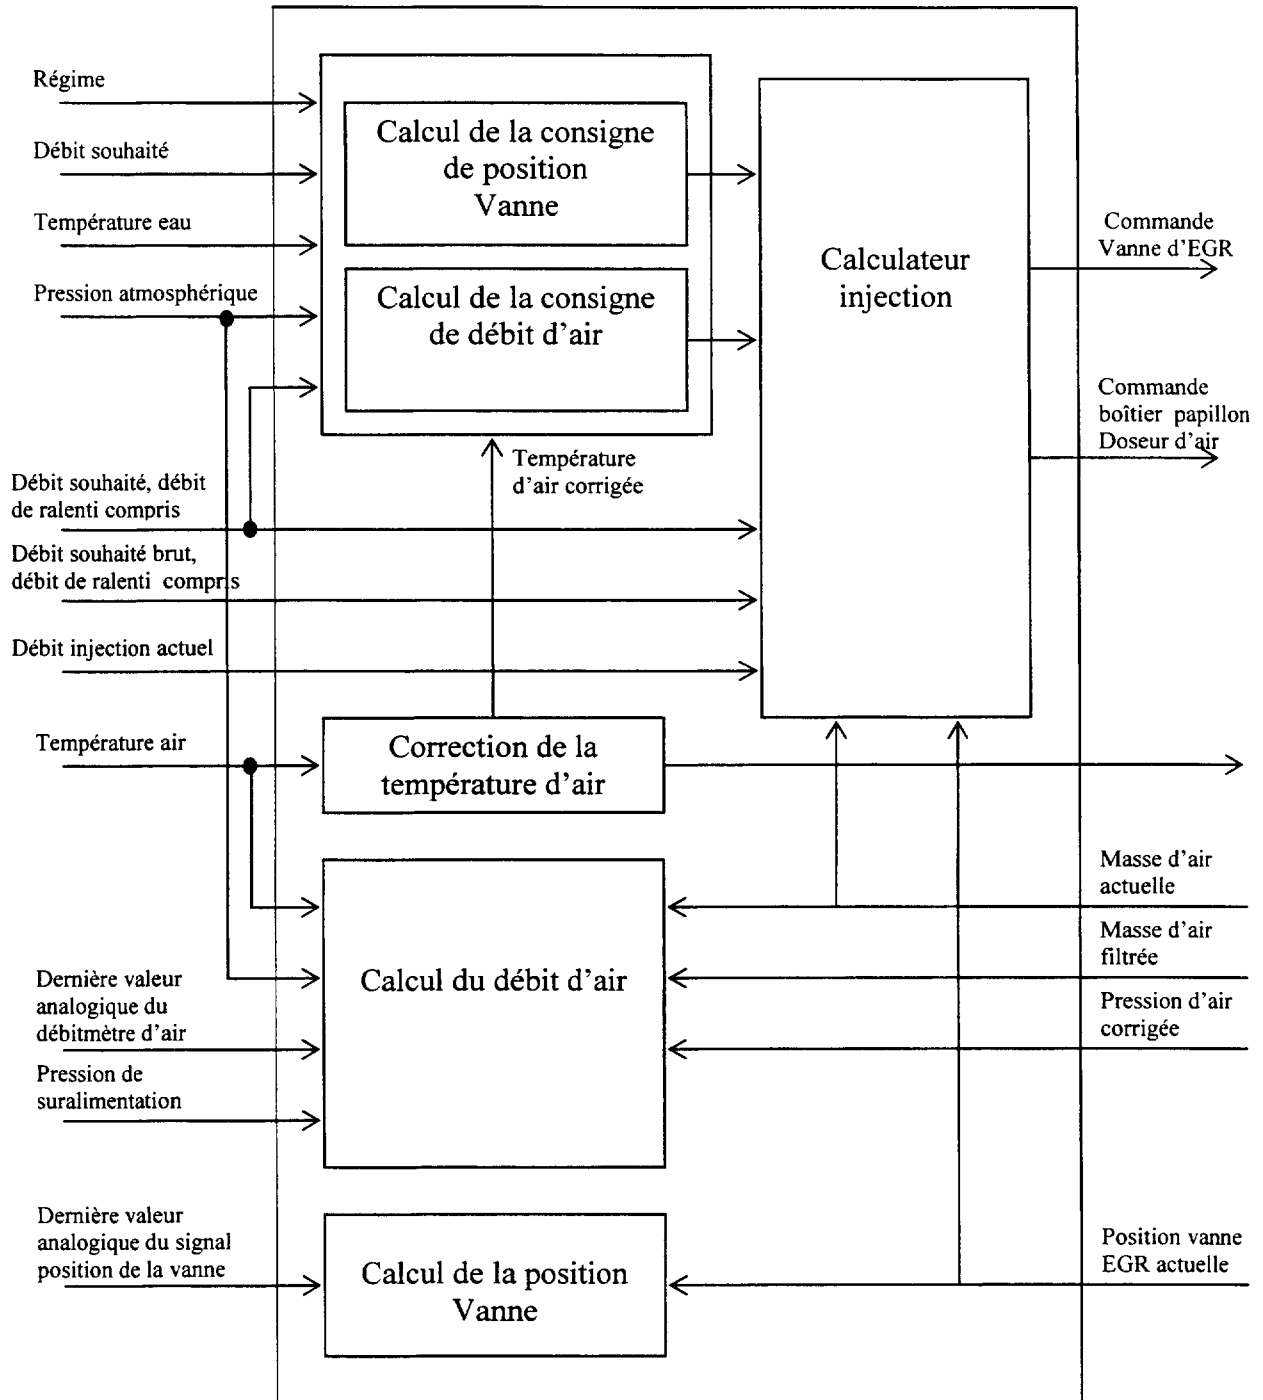 Régime
Débit souhaité
Température eau
Pression atmosphérique
Calcul de la consigne
de position
Vanne
Calcul de la consigne
de débit d'air
Calculateur
injection
Commande
Vanne d'EGR
Commande
boîtier papillon
Doseur d'air
Température
d'air corrigée
Débit souhaité, débit
de ralenti compris
Débit souhaité brut,
débit de ralenti compris
Débit injection actuel
Température air
Correction de la
température d'air
Masse d'air
actuelle
Masse d'air
filtrée
Pression d'air
corrigée
Calcul du débit d'air
Dernière valeur
analogique du
débitmètre d'air
Pression de
suralimentation
Dernière valeur
analogique du signal
position de la vanne
Calcul de la position
Vanne
Position vanne
EGR actuelle